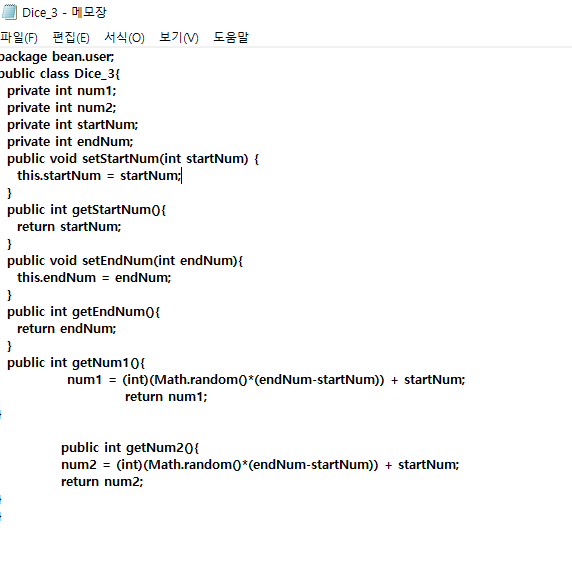 Dice_3 - 메모장
파일(F) 편집(E) 서식(O) 보기(V) 도움말
package bean.user;
public class Dice_3{
private int num1;
private int num2;
private int startNum;
private int endNum;
public void setStartNum(int startNum) {
this.startNum = startNum;
}
public int getStartNum(){
return startNum;
}
public void setEndNum(int endNum){
this.endNum = endNum;
}
public int getEndNum(){
return endNum;
}
public int getNum1(){
num1 = (int)(Math.random()*(endNum-startNum)) + startNum;
return num1;
}
public int getNum2(){
num2 = (int)(Math.random()*(endNum-startNum)) + startNum;
return num2;
}
}